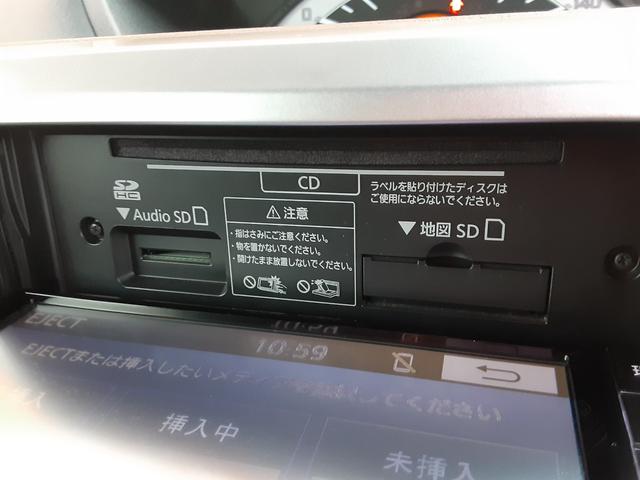 0
140
CD
ラベルを貼り付けたディスクは
ご使用にならないでください。
SD
HC
▼Audio SD
⚠注意
・指はさみにご注意ください。
・物を置かないでください。
・開けたまま放置しないでください。
▼地図 SD
EJECT
10:59
EJECTまたは挿入したいメディアを
してください
挿入中
未挿入